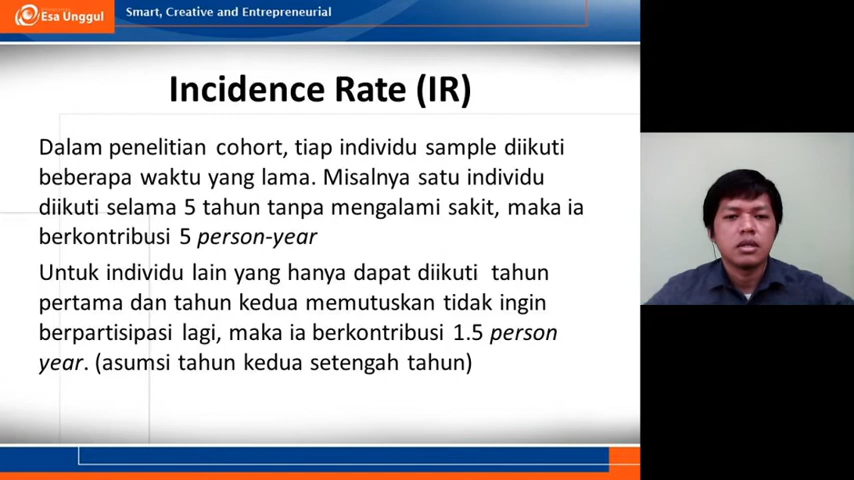 Esa Unggul
Smart, Creative and Entrepreneurial
Incidence Rate (IR)
Dalam penelitian cohort, tiap individu sample diikuti
beberapa waktu yang lama. Misalnya satu individu
diikuti selama 5 tahun tanpa mengalami sakit, maka ia
berkontribusi 5 person-year
Untuk individu lain yang hanya dapat diikuti tahun
pertama dan tahun kedua memutuskan tidak ingin
berpartisipasi lagi, maka ia berkontribusi 1.5 person
year. (asumsi tahun kedua setengah tahun)